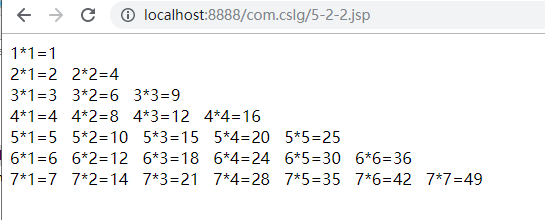 localhost:8888/com.cslg/5-2-2.jsp
1*1=1
2*1=2 2*2=4
3*1=3 3*2=6 3*3=9
4*1=4 4*2=8 4*3=12 4*4=16
5*1=5 5*2=10 5*3=15 5*4=20 5*5=25
6*1=6 6*2=12 6*3=18 6*4=24 6*5=30 6*6=36
7*1=7 7*2=14 7*3=21 7*4=28 7*5=35 7*6=42 7*7=49